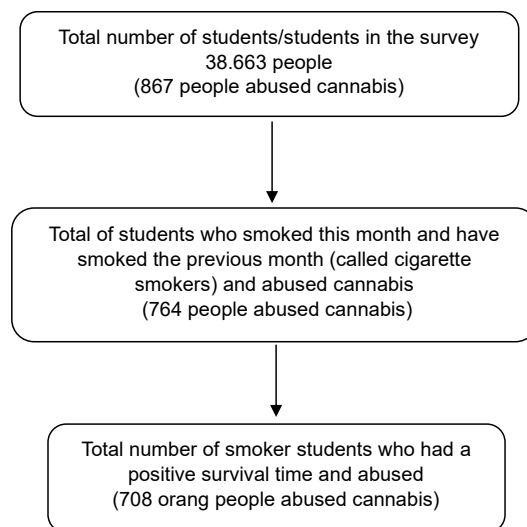 Total number of students/students in the survey
38.663 people
(867 people abused cannabis)
Total of students who smoked this month and have
smoked the previous month (called cigarette
smokers) and abused cannabis
(764 people abused cannabis)
Total number of smoker students who had a
positive survival time and abused
(708 orang people abused cannabis)